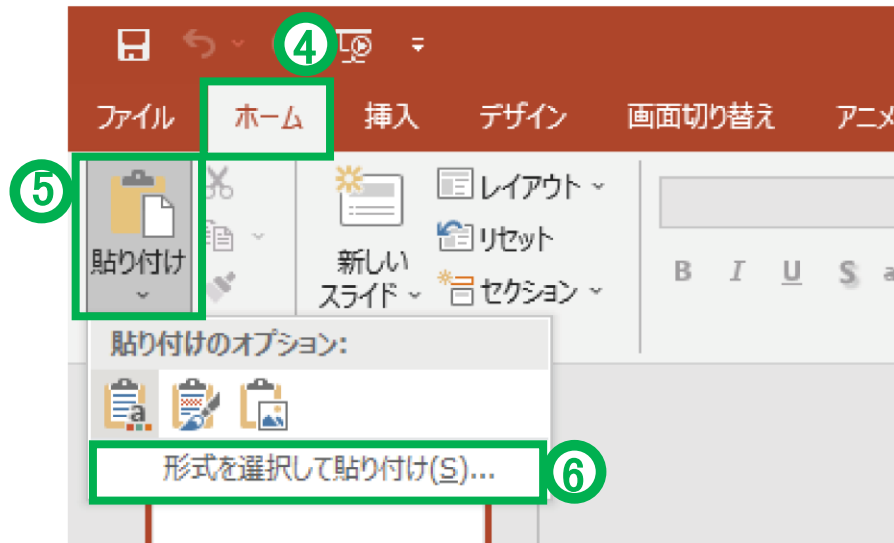 ④
ファイル ホーム 挿入 デザイン 画面切り替え アニメ
⑤
貼り付け
新しい
スライド
レイアウト
リセット
セクション
B I U S a
貼り付けのオプション:
a
形式を選択して貼り付け(S)...
⑥